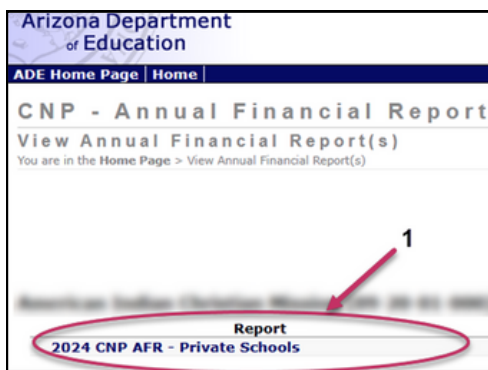 Arizona Department
of Education
ADE Home Page | Home |
CNP - Annual Financial Report
View Annual Financial Report(s)
You are in the Home Page > View Annual Financial Report(s)
1
Report
2024 CNP AFR - Private Schools